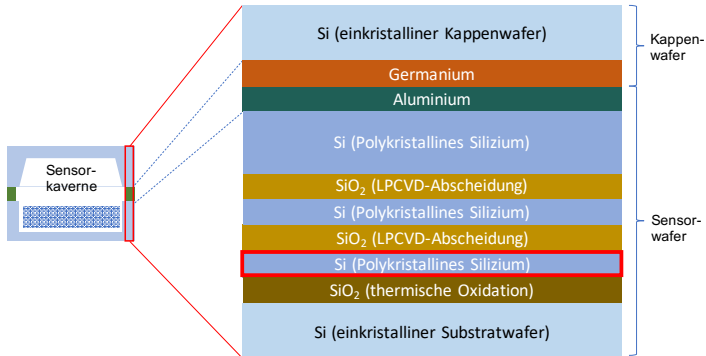 Si (einkristalliner Kappenwafer)
Kappen-
wafer
Germanium
Aluminium
Si (Polykristallines Silizium)
Sensor-
kaverne
SiO₂ (LPCVD-Abscheidung)
Si (Polykristallines Silizium)
Sensor-
wafer
SiO₂ (LPCVD-Abscheidung)
Si (Polykristallines Silizium)
SiO₂ (thermische Oxidation)
Si (einkristalliner Substratwafer)